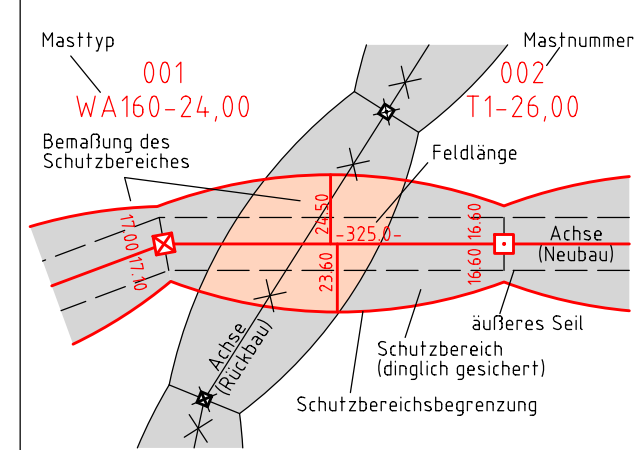 Masttyp
Mastnummer
001
002
WA160-24,00
T1-26,00
Bemaßung des
Schutzbereiches
Feldlänge
17.00
17.10
24.50
-325.0-
23.60
16.60
16.60
Achse
(Neubau)
äußeres Seil
Achse
(Rückbau)
Schutzbereich
(dinglich gesichert)
Schutzbereichsbegrenzung